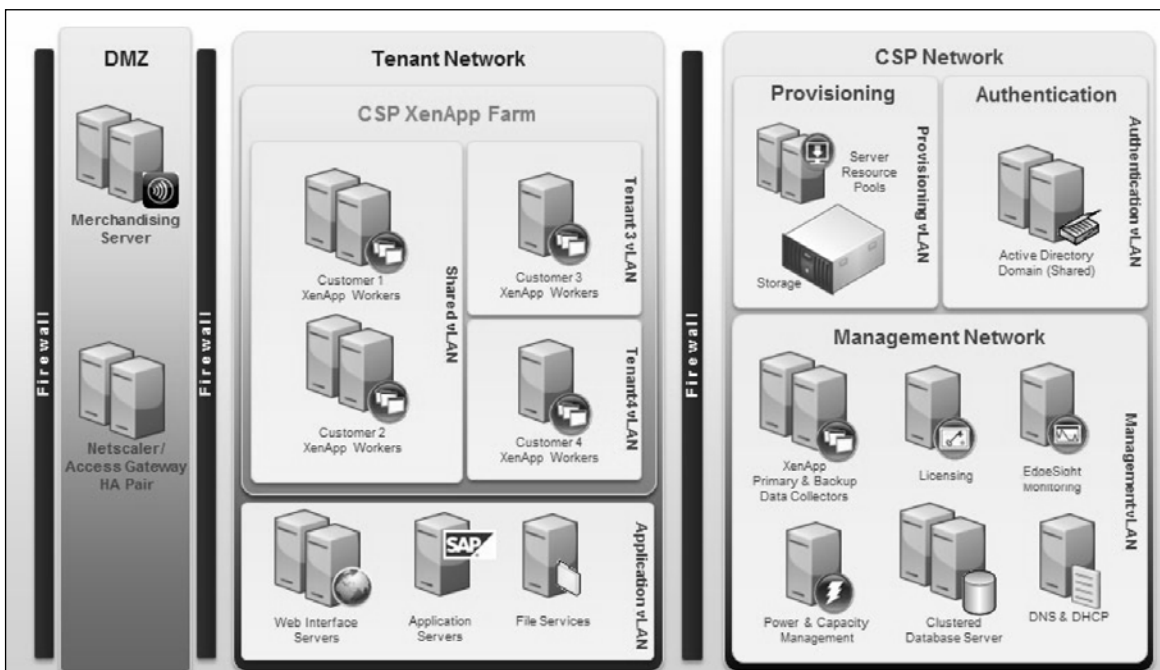 Firewall
DMZ
Merchandising
Server
Netscaler/
Access Gateway
HA Pair
Firewall
Tenant Network
CSP XenApp Farm
Customer 1
XenApp Workers
Customer 2
XenApp Workers
Shared vLAN
Customer 3
XenApp Workers
Tenant 3 vLAN
Customer 4
XenApp Workers
Tenant4 vLAN
Web Interface
Servers
SAP
Application
Servers
File Services
Application vLAN
Firewall
CSP Network
Provisioning
Server
Resource
Pools
Storage
Provisioning vLAN
Authentication
Active Directory
Domain (Shared)
Authentication vLAN
Management Network
XenApp
Primary & Backup
Data Collectors
Licensing
EdgeSight
Monitoring
Power & Capacity
Management
Clustered
Database Server
DNS & DHCP
Management vLAN